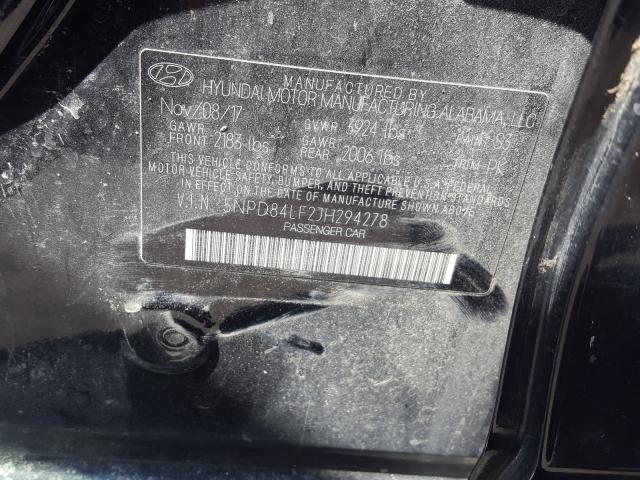 MANUFACTURED BY
HYUNDAI MOTOR MANUFACTURING ALABAMA, LLC
Nov/08/17 GVWR 3924 lbs PAINT S3
GAWR FRONT 2183 lbs GAWR REAR 2006 lbs TRIM PK
THIS VEHICLE CONFORMS TO ALL APPLICABLE U.S.A FEDERAL
MOTOR VEHICLE SAFETY, BUMPER, AND THEFT PREVENTION STANDARDS
IN EFFECT ON THE DATE OF MANUFACTURE SHOWN ABOVE.
V.I.N 5NPD84LF2JH294278
PASSENGER CAR